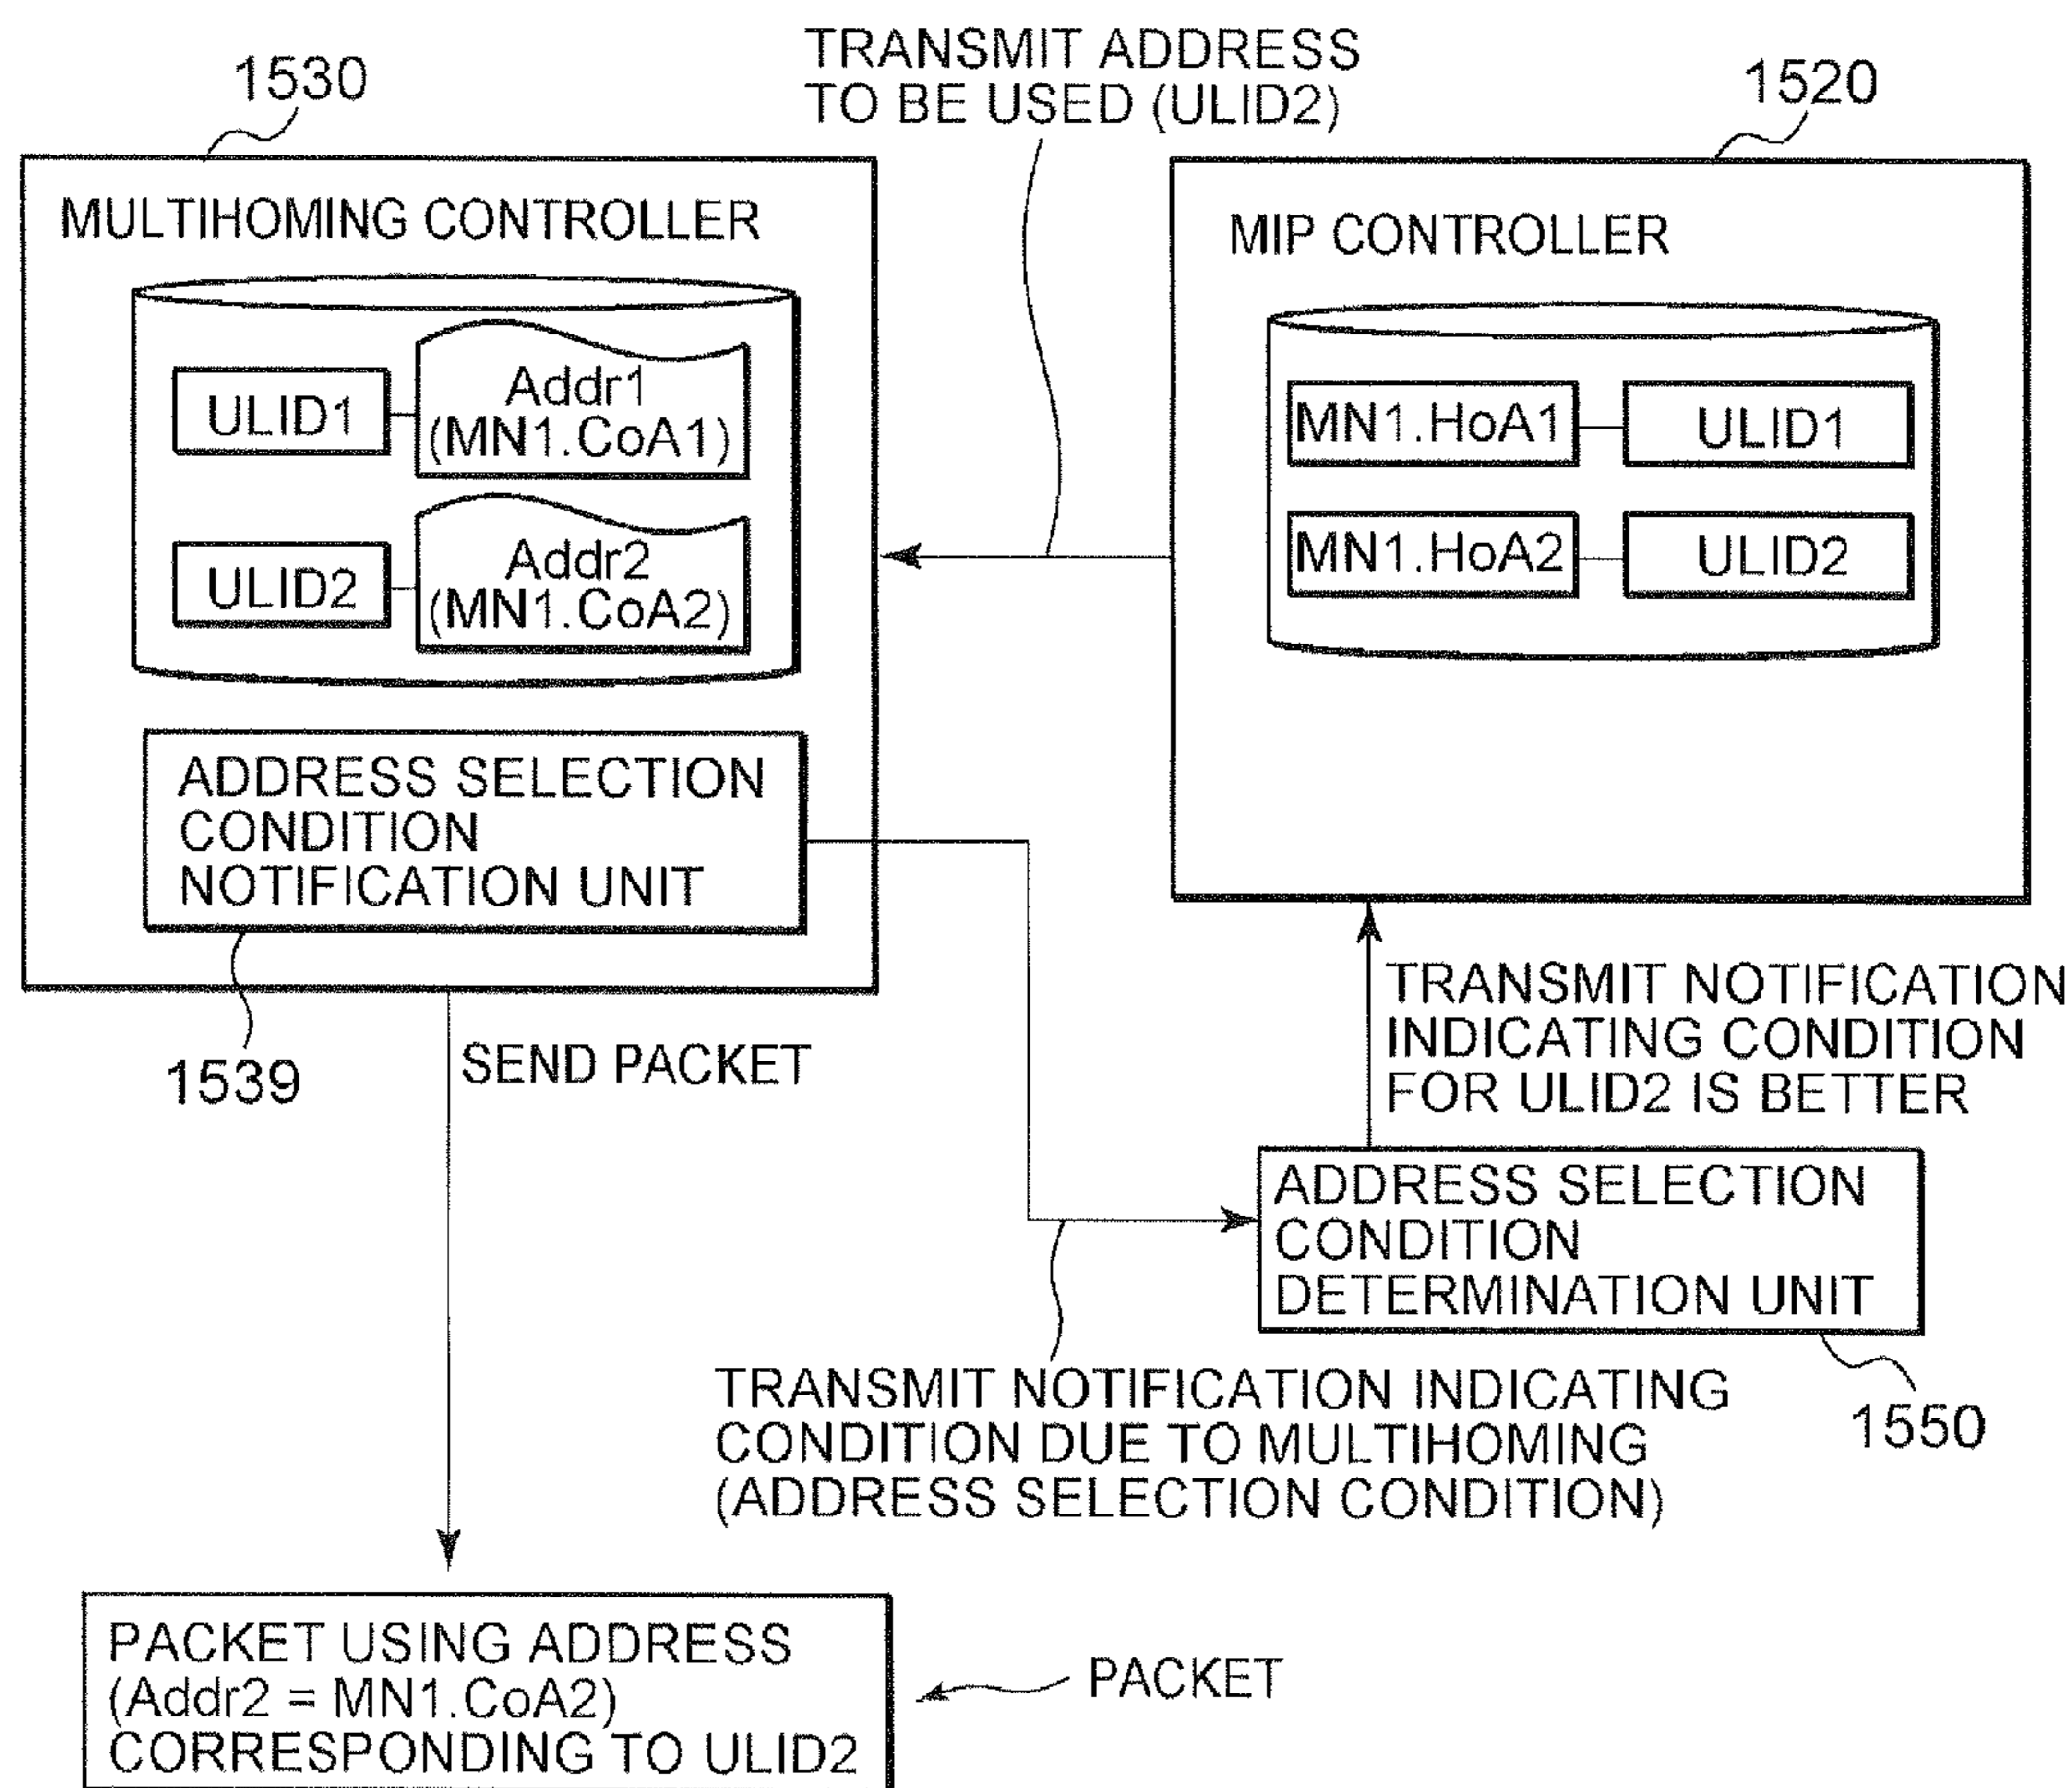 TRANSMIT ADDRESS
TO BE USED (ULID2)
1530
1520
MULTIHOMING CONTROLLER
ULID1
Addr1
(MN1.CoA1)
ULID2
Addr2
(MN1.CoA2)
ADDRESS SELECTION
CONDITION
NOTIFICATION UNIT
1539
MIP CONTROLLER
MN1.HoA1
ULID1
MN1.HoA2
ULID2
TRANSMIT NOTIFICATION
INDICATING CONDITION
FOR ULID2 IS BETTER
SEND PACKET
ADDRESS SELECTION
CONDITION
DETERMINATION UNIT
1550
TRANSMIT NOTIFICATION INDICATING
CONDITION DUE TO MULTIHOMING
(ADDRESS SELECTION CONDITION)
PACKET USING ADDRESS
(Addr2 = MN1.CoA2)
CORRESPONDING TO ULID2
PACKET